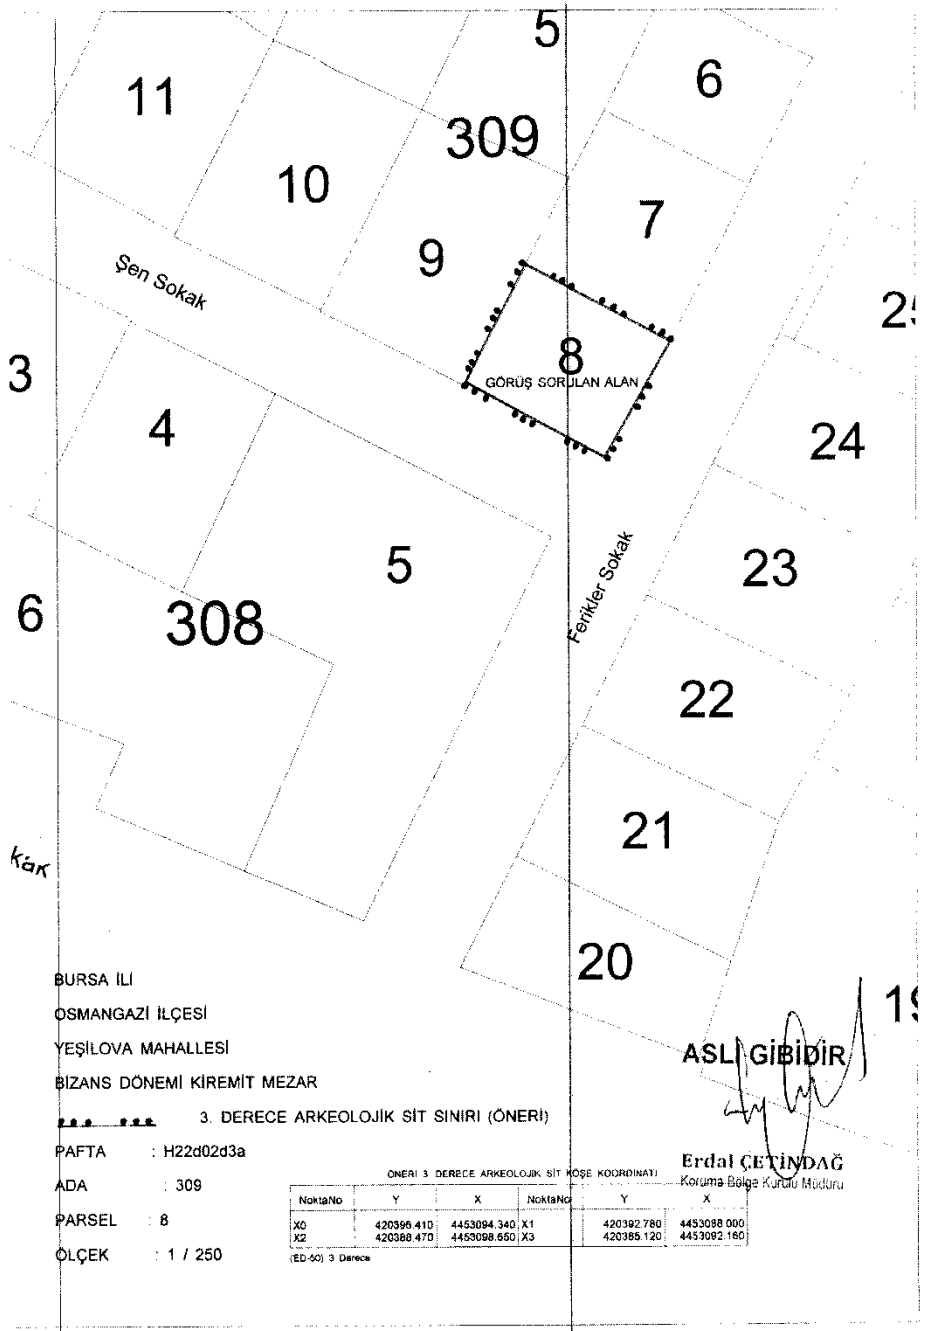 5
6
11
309
10
7
9
Şen Sokak
8
GÖRÜŞ SORULAN ALAN
3
4
24
5
23
Ferikler Sokak
6
308
22
21
20
BURSA İLİ
OSMANGAZİ İLÇESİ
YEŞİLOVA MAHALLESİ
BİZANS DÖNEMİ KİREMİT MEZAR
3. DERECE ARKEOLOJİK SİT SINIRI (ÖNERİ)
ASLI GİBİDİR
Erdal ÇETİNDAĞ
Koruma Bölge Kurulu Müdürü
PAFTA : H22d02d3a
ADA : 309
PARSEL : 8
ÖLÇEK : 1 / 250
ÖNERİ 3 DERECE ARKEOLOJİK SİT KÖŞE KOORDİNATI
NoktaNo Y X NoktaNo Y X
X0 420396.410 4453094.340 X1 420392.780 4453088.000
X2 420388.470 4453098.650 X3 420385.120 4453092.160
(ED-50) 3 Derece